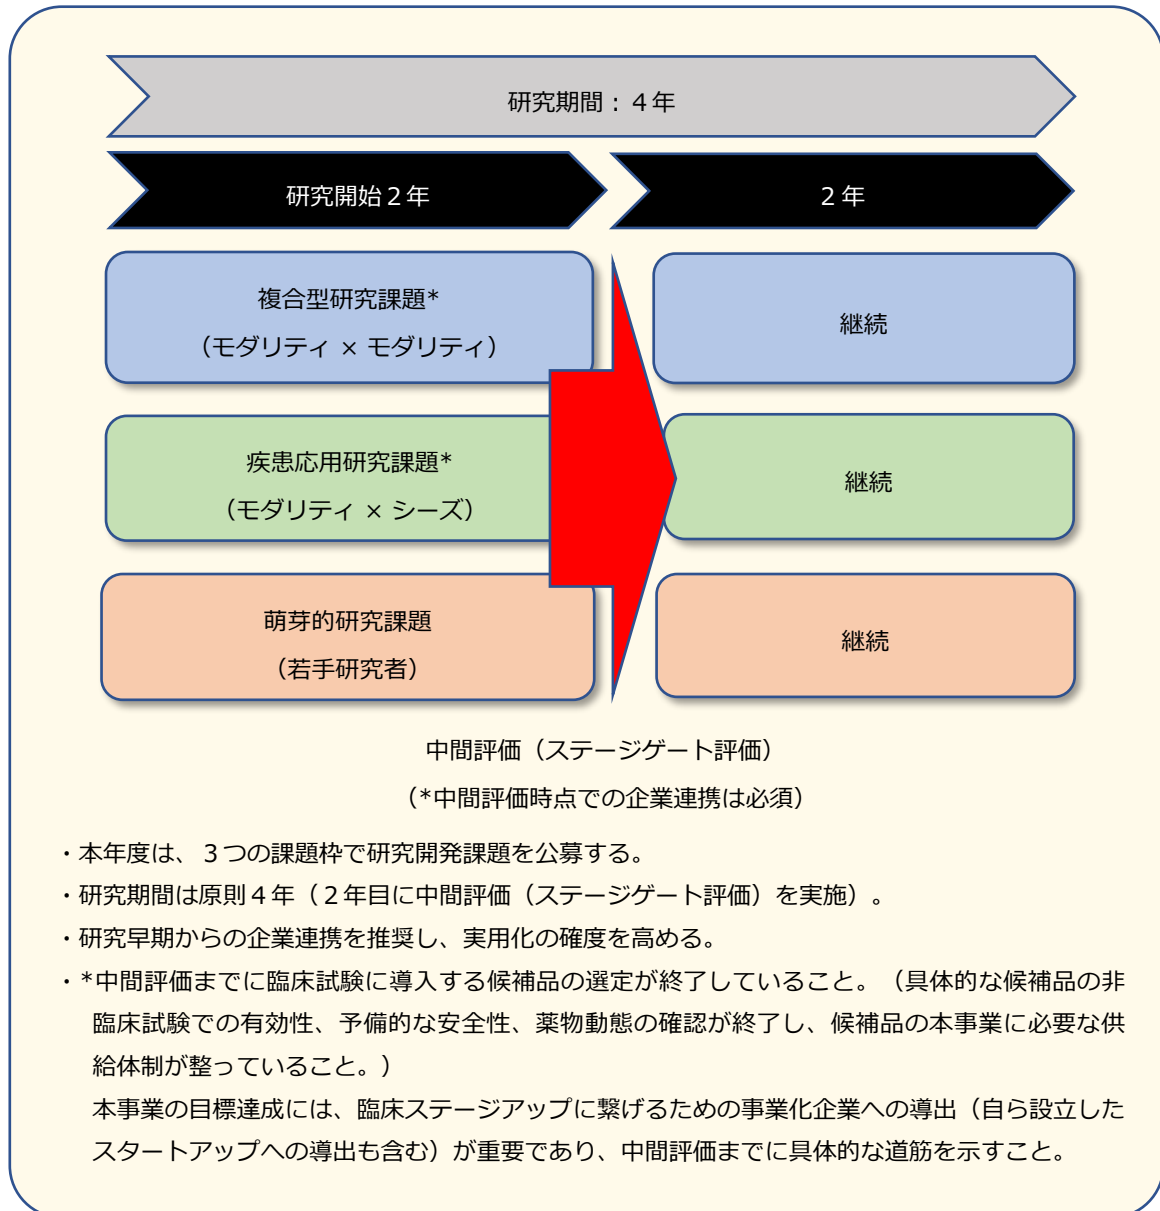 研究期間：４年
研究開始２年
２年
複合型研究課題*
（モダリティ × モダリティ）
継続
疾患応用研究課題*
（モダリティ × シーズ）
継続
萌芽的研究課題
（若手研究者）
継続
中間評価（ステージゲート評価）
（*中間評価時点での企業連携は必須）
・本年度は、３つの課題枠で研究開発課題を公募する。
・研究期間は原則４年（２年目に中間評価（ステージゲート評価）を実施）。
・研究早期からの企業連携を推奨し、実用化の確度を高める。
・*中間評価までに臨床試験に導入する候補品の選定が終了していること。（具体的な候補品の非
臨床試験での有効性、予備的な安全性、薬物動態の確認が終了し、候補品の本事業に必要な供
給体制が整っていること。）
本事業の目標達成には、臨床ステージアップに繋げるための事業化企業への導出（自ら設立した
スタートアップへの導出も含む）が重要であり、中間評価までに具体的な道筋を示すこと。